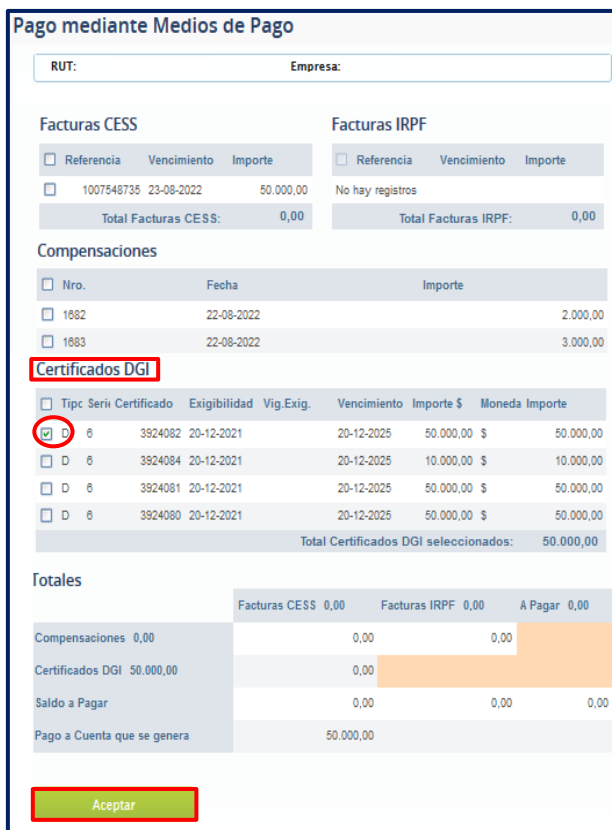 Pago mediante Medios de Pago
RUT: Empresa:
Facturas CESS Facturas IRPF
Referencia Vencimiento Importe Referencia Vencimiento Importe
1007548735 23-08-2022 50.000,00 No hay registros
Total Facturas CESS: 0,00 Total Facturas IRPF: 0,00
Compensaciones
Nro. Fecha Importe
1682 22-08-2022 2.000,00
1683 22-08-2022 3.000,00
Certificados DGI
Tipc Serie Certificado Exigibilidad Vig.Exig. Vencimiento Importe $ Moneda Importe
D 6 3924082 20-12-2021 20-12-2025 50.000,00 $ 50.000,00
D 6 3924084 20-12-2021 20-12-2025 10.000,00 $ 10.000,00
D 6 3924081 20-12-2021 20-12-2025 50.000,00 $ 50.000,00
D 6 3924080 20-12-2021 20-12-2025 50.000,00 $ 50.000,00
Total Certificados DGI seleccionados: 50.000,00
Totales
Facturas CESS 0,00 Facturas IRPF 0,00 A Pagar 0,00
Compensaciones 0,00 0,00 0,00
Certificados DGI 50.000,00 0,00
Saldo a Pagar 0,00 0,00 0,00
Pago a Cuenta que se genera 50.000,00
Aceptar